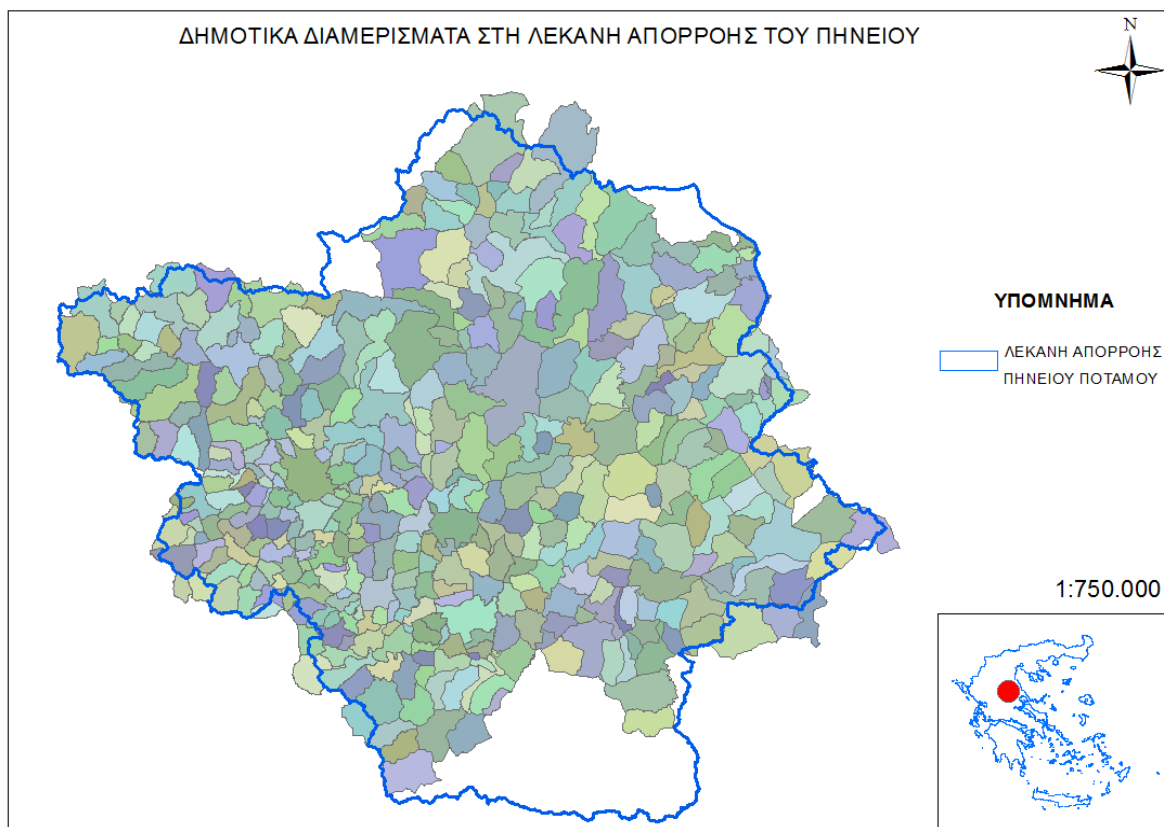 ΔΗΜΟΤΙΚΑ ΔΙΑΜΕΡΙΣΜΑΤΑ ΣΤΗ ΛΕΚΑΝΗ ΑΠΟΡΡΟΗΣ ΤΟΥ ΠΗΝΕΙΟΥ
N
ΥΠΟΜΝΗΜΑ
ΛΕΚΑΝΗ ΑΠΟΡΡΟΗΣ
ΠΗΝΕΙΟΥ ΠΟΤΑΜΟΥ
1:750.000